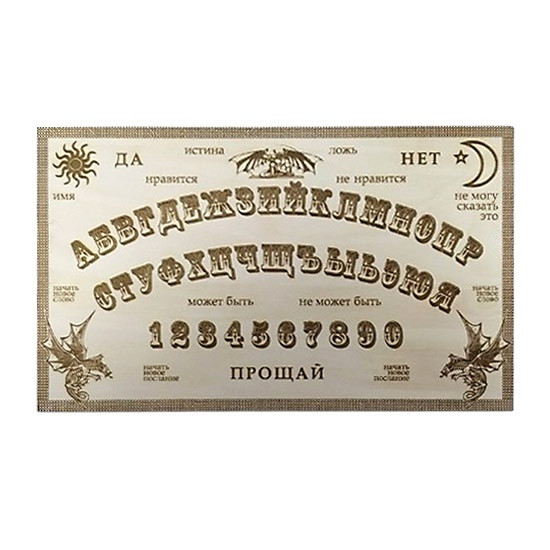 ДА истина ложь НЕТ
нравится не нравится
имя
не могу
сказать
это
АБВГДЕЖЗИЙКЛМНОПР
СТУФХЦЧЩЪЫЬЭЮЯ
начать
новое
слово
начать
новое
слово
может быть не может быть
1234567890
начать
новое
послание
ПРОЩАЙ
начать
новое
послание